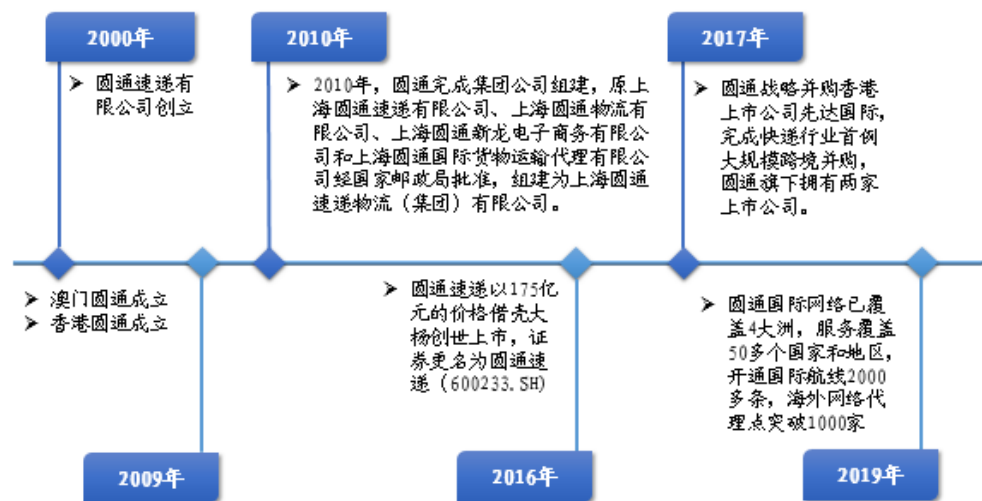 2000年
圆通速递有
限公司创立
澳门圆通成立
香港圆通成立
2009年
2010年
2010年，圆通完成集团公司组建，原上
海圆通速递有限公司、上海圆通物流有
限公司、上海圆通新龙电子商务有限公
司和上海圆通国际货物运输代理有限公
司经国家邮政局批准，组建为上海圆通
速递物流（集团）有限公司。
圆通速递以175亿
元的价格借壳大
杨创世上市，证
券更名为圆通速
递（600233.SH)
2016年
2017年
圆通战略并购香港
上市公司先达国际，
完成快递行业首例
大规模跨境并购，
圆通旗下拥有两家
上市公司。
圆通国际网络已覆
盖4大洲，服务覆盖
50多个国家和地区，
开通国际航线2000
多条，海外网络代
理点突破1000家
2019年